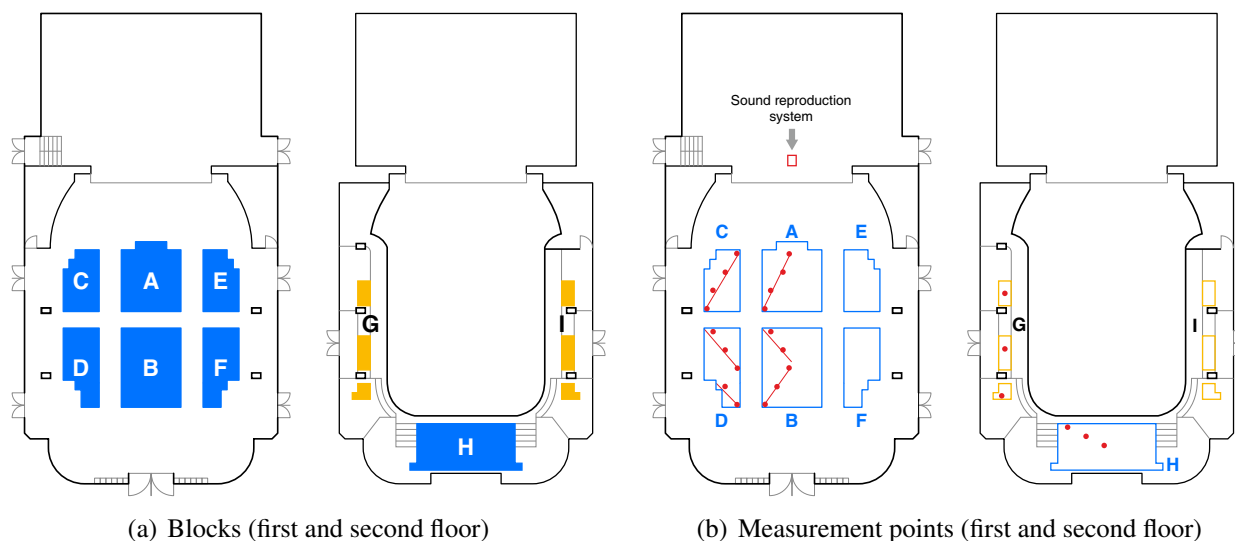 C A E
D B F
G I
H
Sound reproduction
system
C A E
D B F
G I
H
(a) Blocks (first and second floor)
(b) Measurement points (first and second floor)